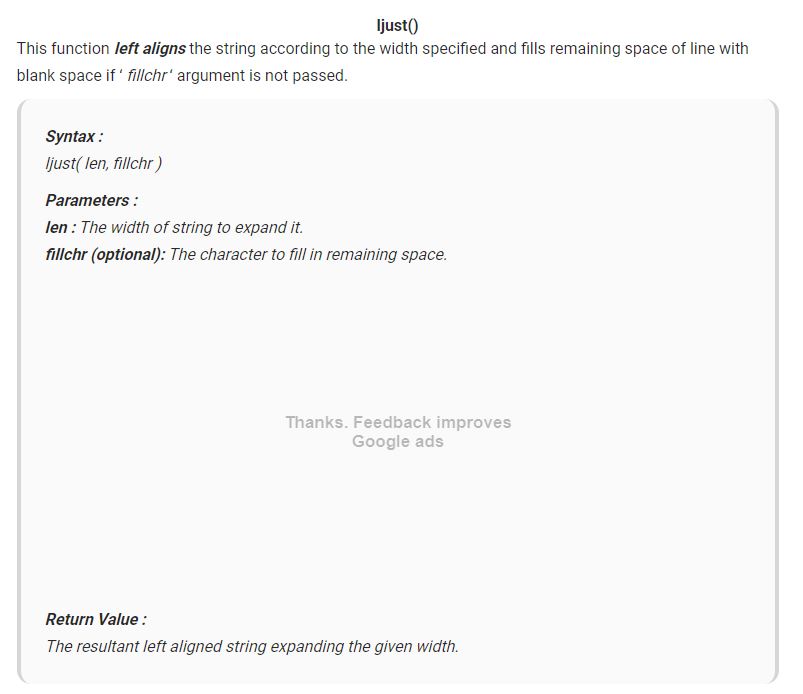 ljust()
This function left aligns the string according to the width specified and fills remaining space of line with
blank space if ‘ fillchr ‘ argument is not passed.
Syntax :
ljust( len, fillchr )
Parameters :
len : The width of string to expand it.
fillchr (optional): The character to fill in remaining space.
Thanks. Feedback improves
Google ads
Return Value :
The resultant left aligned string expanding the given width.